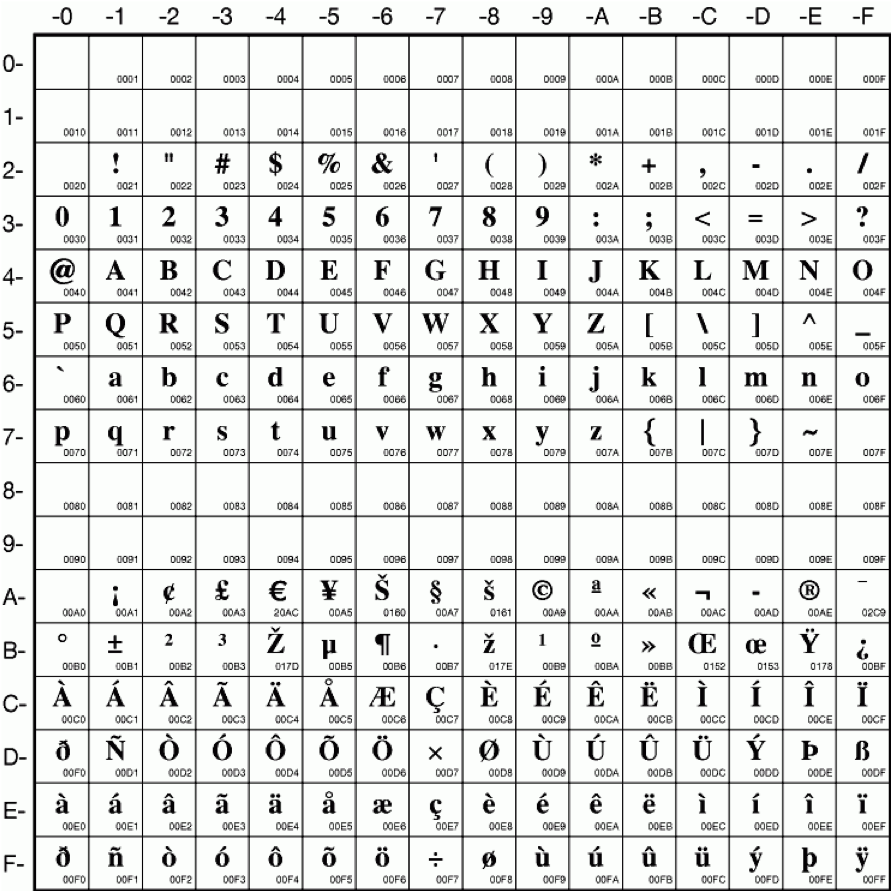 -0 -1 -2 -3 -4 -5 -6 -7 -8 -9 -A -B -C -D -E -F
0-
0001 0002 0003 0004 0005 0006 0007 0008 0009 000A 000B 000C 000D 000E 000F
1-
0010 0011 0012 0013 0014 0015 0016 0017 0018 0019 001A 001B 001C 001D 001E 001F
2- ! " # $ % & ' ( ) * + , - . /
0020 0021 0022 0023 0024 0025 0026 0027 0028 0029 002A 002B 002C 002D 002E 002F
3- 0 1 2 3 4 5 6 7 8 9 : ; < = > ?
0030 0031 0032 0033 0034 0035 0036 0037 0038 0039 003A 003B 003C 003D 003E 003F
4- @ A B C D E F G H I J K L M N O
0040 0041 0042 0043 0044 0045 0046 0047 0048 0049 004A 004B 004C 004D 004E 004F
5- P Q R S T U V W X Y Z [ \ ] ^ _
0050 0051 0052 0053 0054 0055 0056 0057 0058 0059 005A 005B 005C 005D 005E 005F
6- ` a b c d e f g h i j k l m n o
0060 0061 0062 0063 0064 0065 0066 0067 0068 0069 006A 006B 006C 006D 006E 006F
7- p q r s t u v w x y z { | } ~
0070 0071 0072 0073 0074 0075 0076 0077 0078 0079 007A 007B 007C 007D 007E 007F
8-
0080 0081 0082 0083 0084 0085 0086 0087 0088 0089 008A 008B 008C 008D 008E 008F
9-
0090 0091 0092 0093 0094 0095 0096 0097 0098 0099 009A 009B 009C 009D 009E 009F
A- ¡ ¢ £ € ¥ Š § š © ª « ¬ - ® ¯
00A0 00A1 00A2 00A3 20AC 00A5 0160 00A7 0161 00A9 00AA 00AB 00AC 00AD 00AE 02C9
B- ° ± ² ³ Ž µ ¶ · ž ¹ º » Œ œ Ÿ ¿
00B0 00B1 00B2 00B3 017D 00B5 00B6 00B7 017E 00B9 00BA 00BB 0152 0153 0178 00BF
C- À Á Â Ã Ä Å Æ Ç È É Ê Ë Ì Í Î Ï
00C0 00C1 00C2 00C3 00C4 00C5 00C6 00C7 00C8 00C9 00CA 00CB 00CC 00CD 00CE 00CF
D- ð Ñ Ò Ó Ô Õ Ö × Ø Ù Ú Û Ü Ý Þ ß
00F0 00D1 00D2 00D3 00D4 00D5 00D6 00D7 00D8 00D9 00DA 00DB 00DC 00DD 00DE 00DF
E- à á â ã ä å æ ç è é ê ë ì í î ï
00E0 00E1 00E2 00E3 00E4 00E5 00E6 00E7 00E8 00E9 00EA 00EB 00EC 00ED 00EE 00EF
F- ð ñ ò ó ô õ ö ÷ ø ù ú û ü ý þ ÿ
00F0 00F1 00F2 00F3 00F4 00F5 00F6 00F7 00F8 00F9 00FA 00FB 00FC 00FD 00FE 00FF